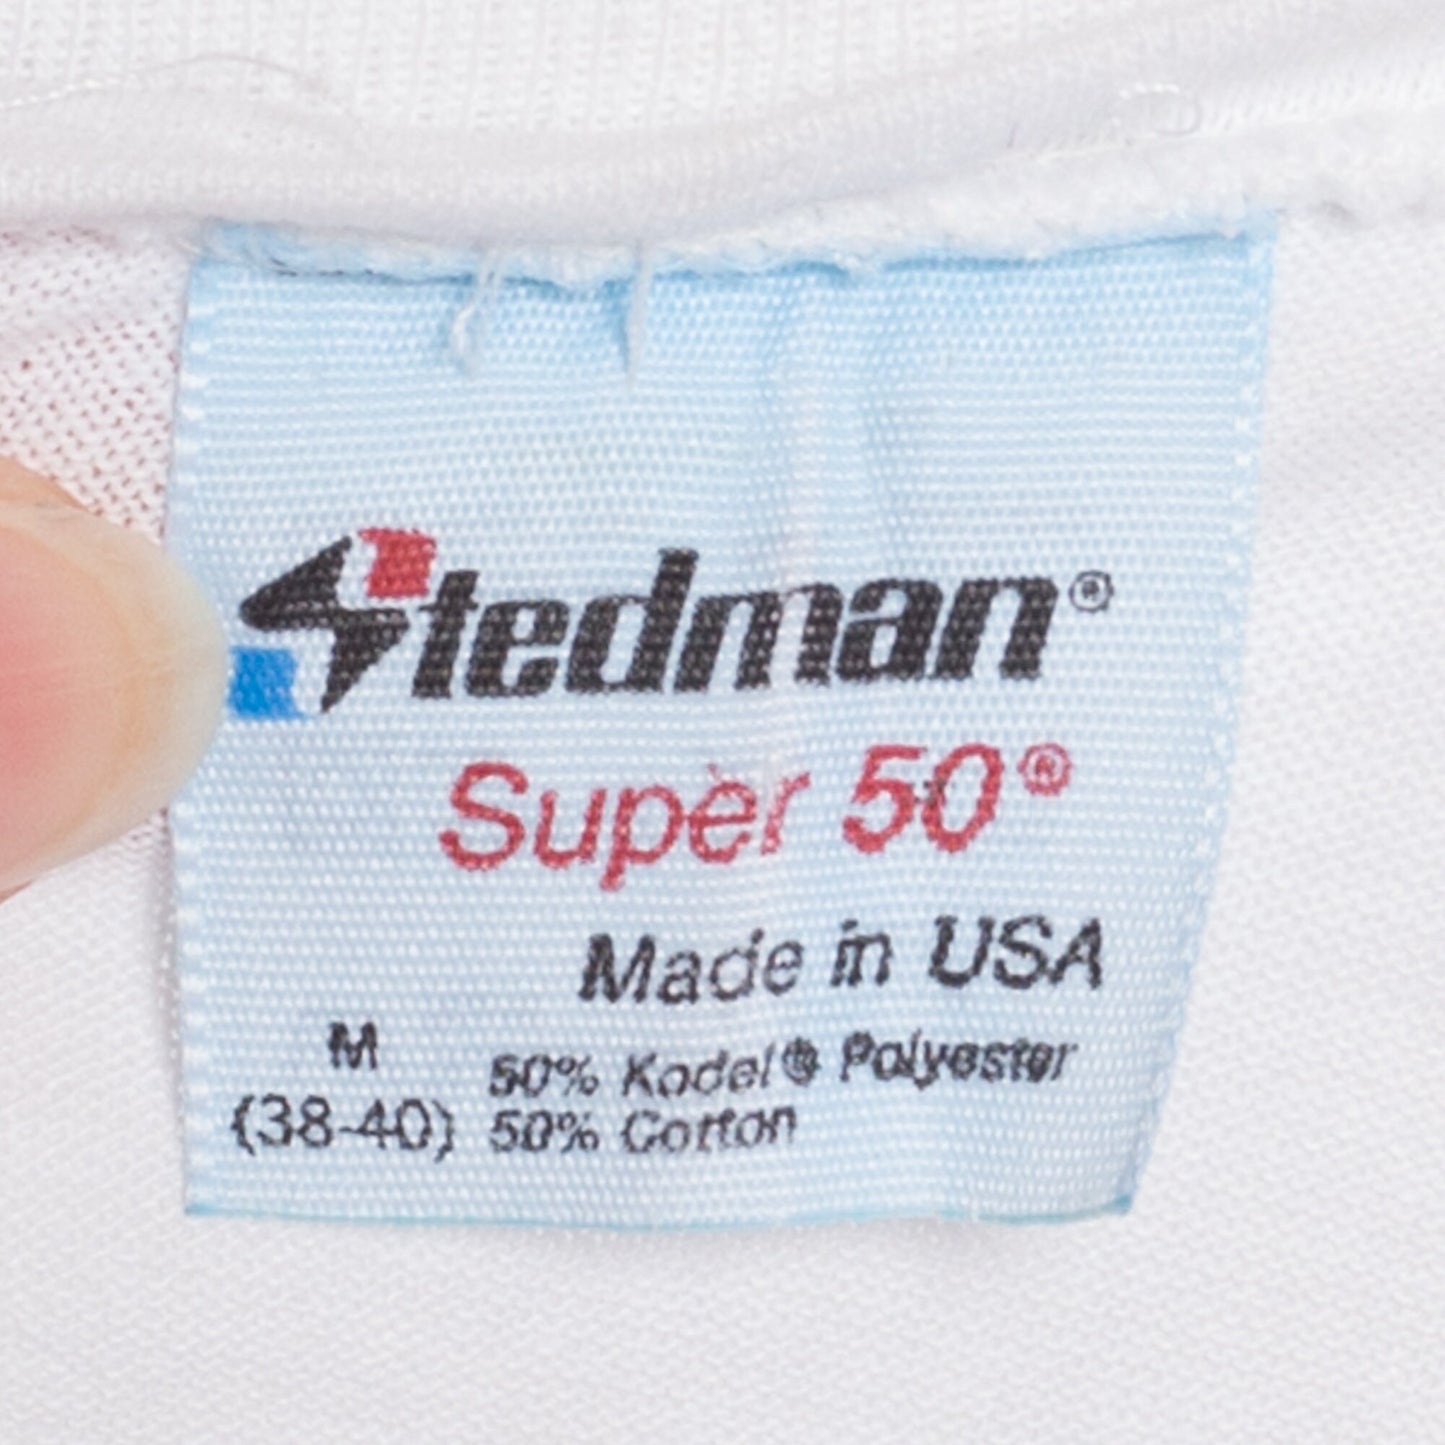 Stedman®
Super 50®
Made in USA
M
(38-40)
50% Kodel® Polyester
50% Cotton